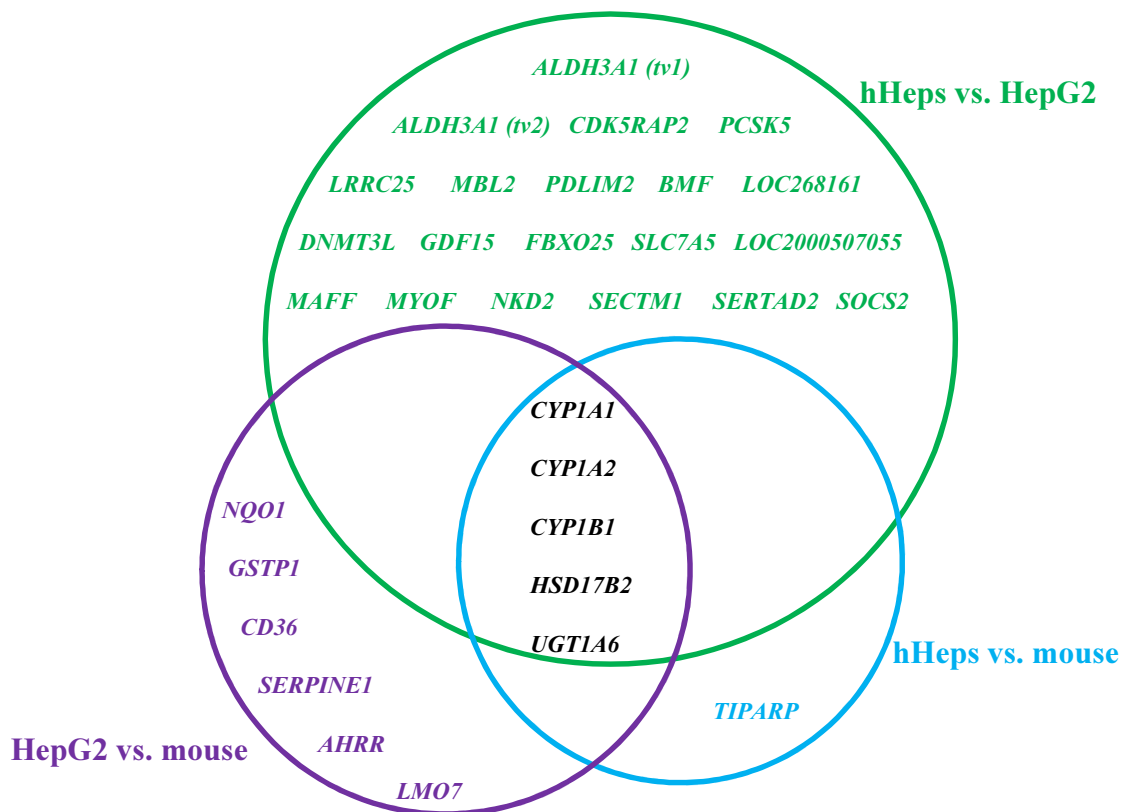 ALDH3A1 (tv1)
hHeps vs. HepG2
ALDH3A1 (tv2) CDK5RAP2 PCSK5
LRRC25 MBL2 PDLIM2 BMF LOC268161
DNMT3L GDF15 FBXO25 SLC7A5 LOC2000507055
MAFF MYOF NKD2 SECTM1 SERTAD2 SOCS2
CYP1A1
CYP1A2
NQO1
CYP1B1
GSTP1
HSD17B2
CD36
UGT1A6
hHeps vs. mouse
SERPINE1
TIPARP
HepG2 vs. mouse
AHRR
LMO7